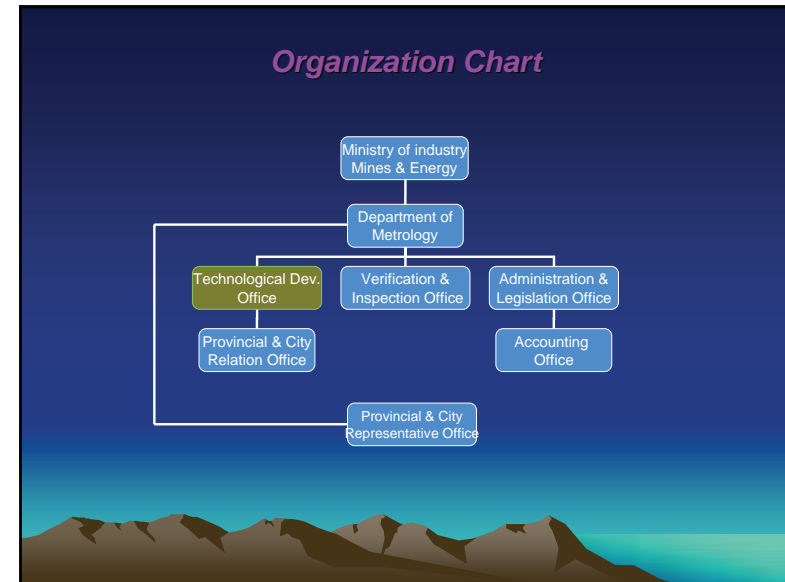 Organization Chart
Ministry of industry
Mines & Energy
Department of
Metrology
Technological Dev.
Office
Verification &
Inspection Office
Administration &
Legislation Office
Provincial & City
Relation Office
Accounting
Office
Provincial & City
Representative Office